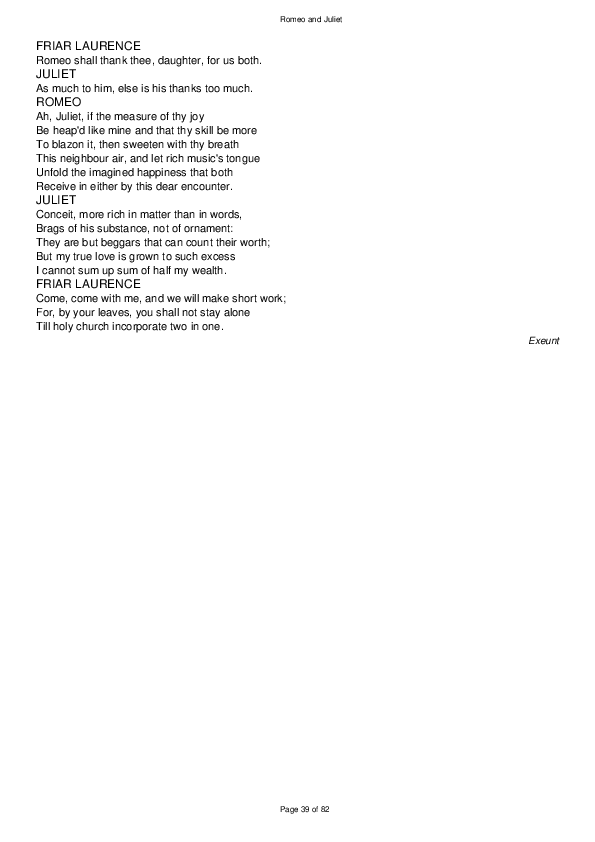 Romeo and Juliet
FRIAR LAURENCE
Romeo shall thank thee, daughter, for us both.
JULIET
As much to him, else is his thanks too much.
ROMEO
Ah, Juliet, if the measure of thy joy
Be heap'd like mine and that thy skill be more
To blazon it, then sweeten with thy breath
This neighbour air, and let rich music's tongue
Unfold the imagined happiness that both
Receive in either by this dear encounter.
JULIET
Conceit, more rich in matter than in words,
Brags of his substance, not of ornament:
They are but beggars that can count their worth;
But my true love is grown to such excess
I cannot sum up sum of half my wealth.
FRIAR LAURENCE
Come, come with me, and we will make short work;
For, by your leaves, you shall not stay alone
Till holy church incorporate two in one.
Exeunt
Page 39 of 82